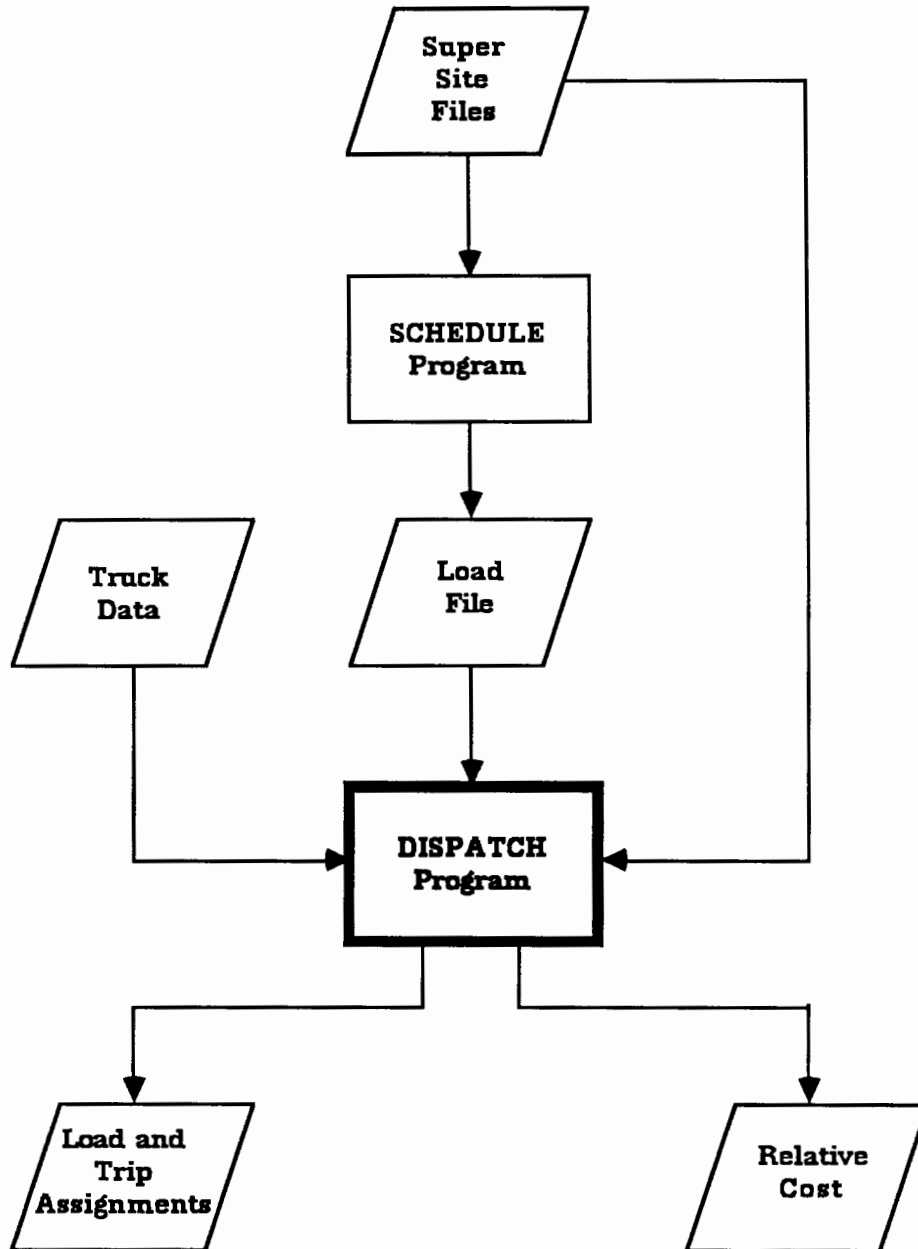 Super
Site
Files
SCHEDULE
Program
Truck
Data
Load
File
DISPATCH
Program
Load and
Trip
Assignments
Relative
Cost